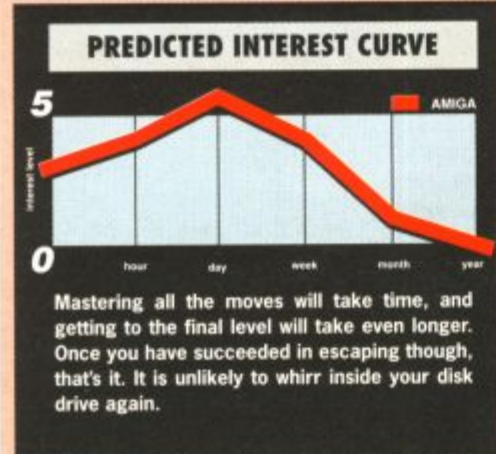 PREDICTED INTEREST CURVE
5
AMIGA
interest level
0
hour day week month year
Mastering all the moves will take time, and
getting to the final level will take even longer.
Once you have succeeded in escaping though,
that's it. It is unlikely to whirr inside your disk
drive again.